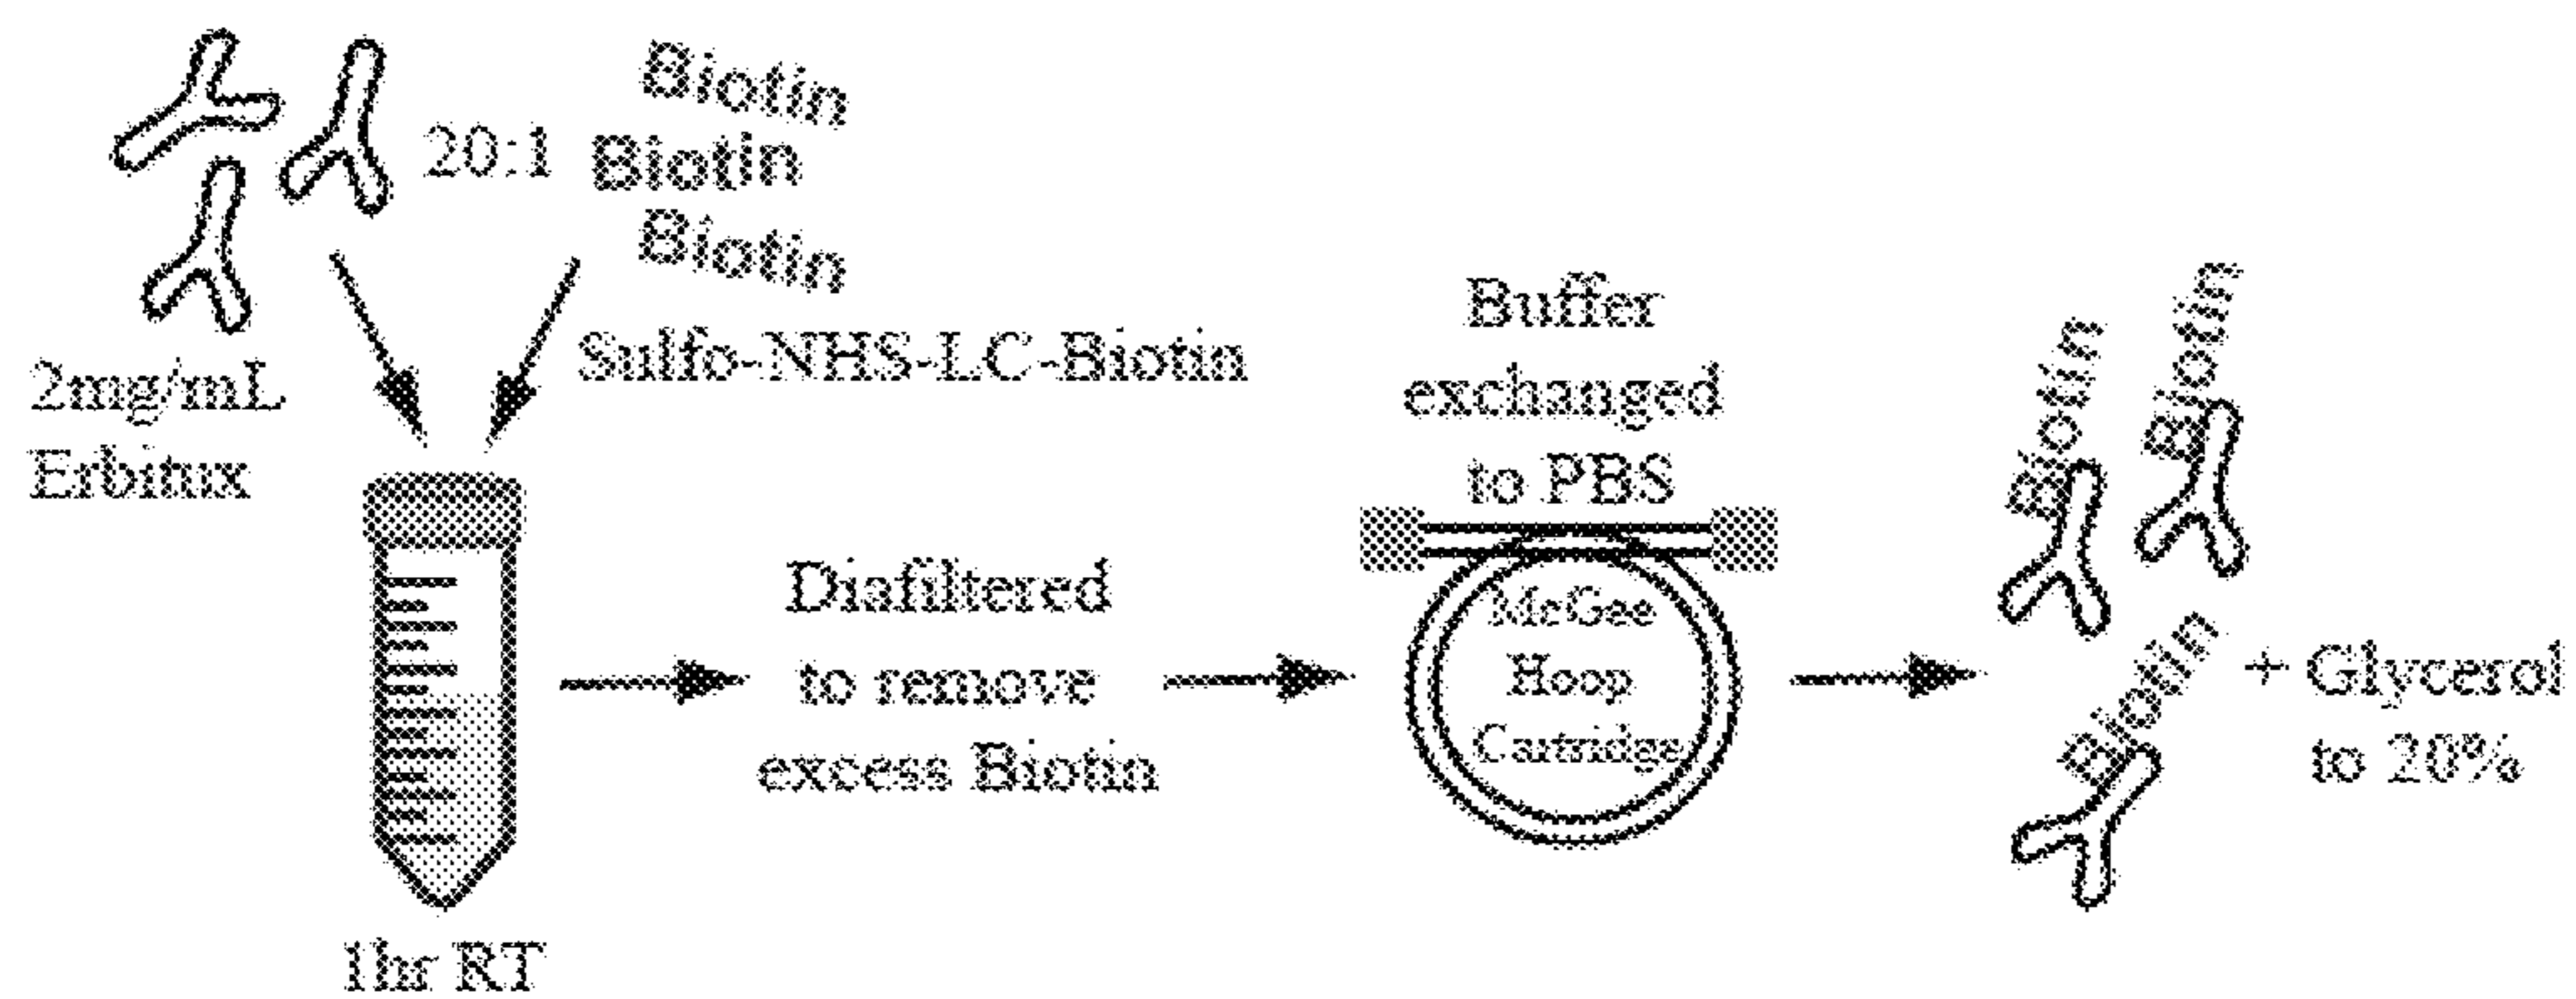 Biotin
20:1 Biotin
Biotin
2mg/mL
Erbitux
Sulfo-NHS-LC-Biotin
1hr RT
Diafiltered
to remove
excess Biotin
Buffer
exchanged
to PBS
McGee
Hoop
Cartridge
Biotin
Biotin
Biotin
+ Glycerol
to 20%